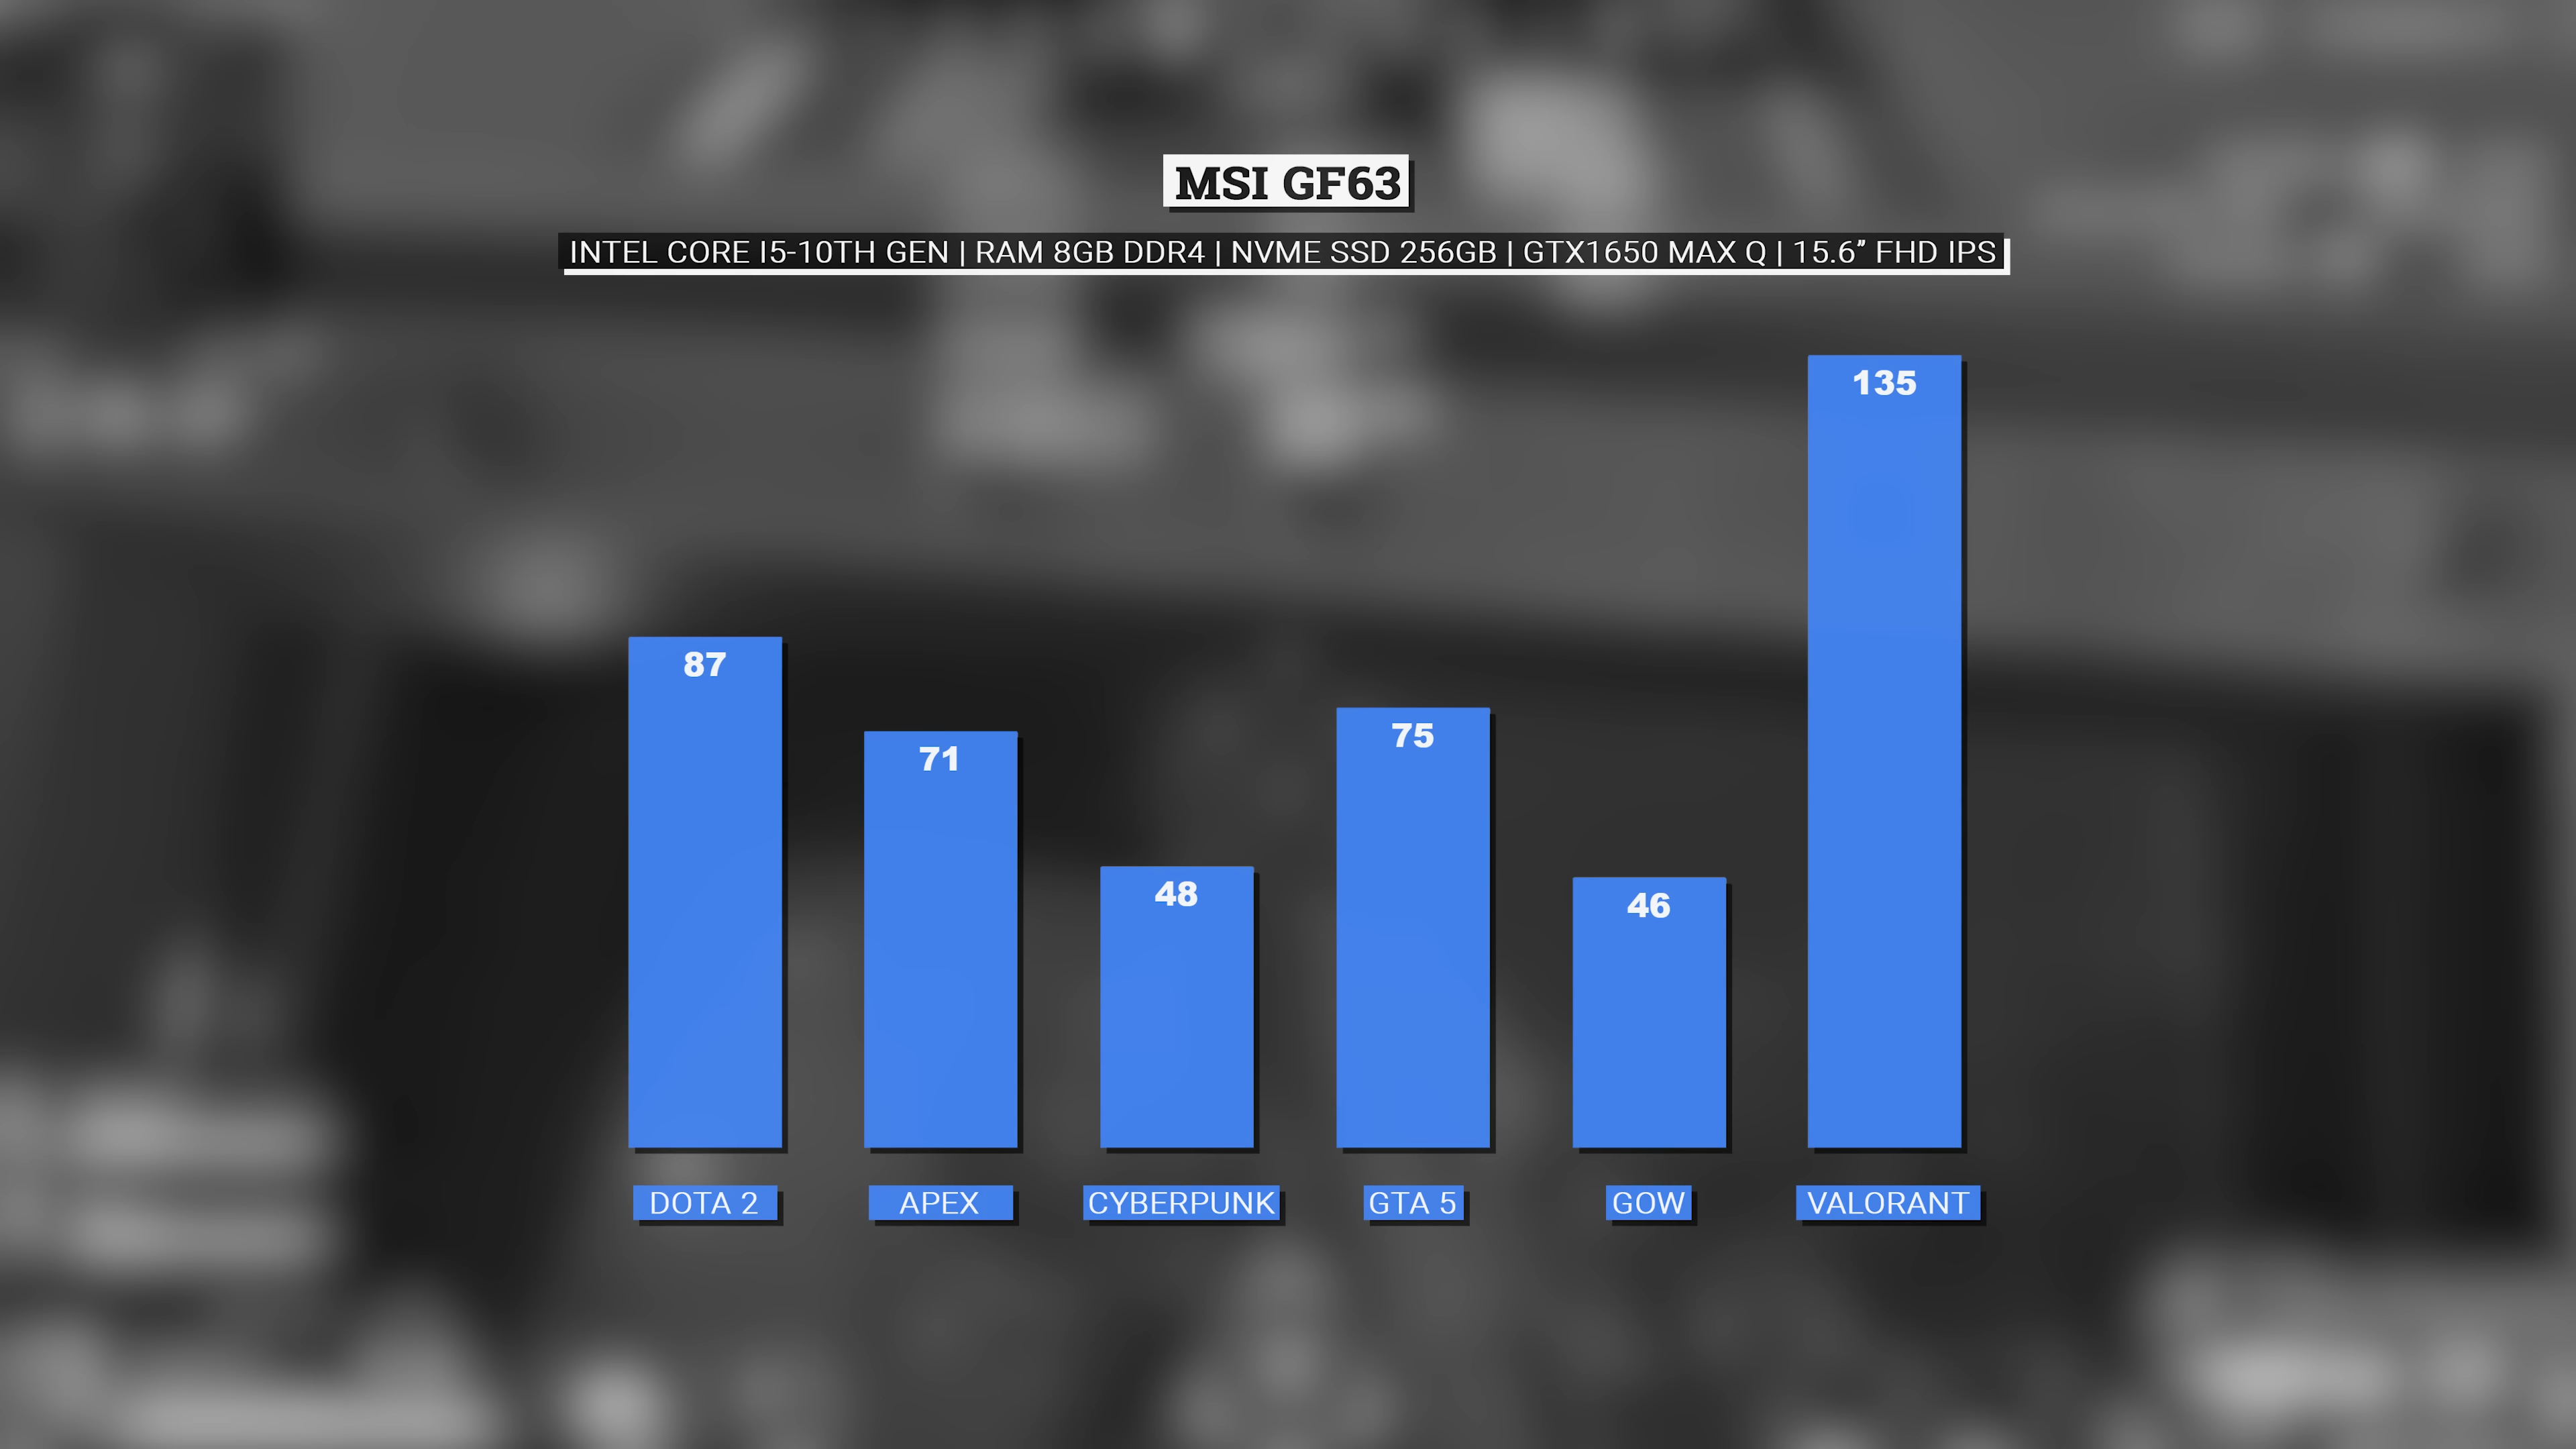 MSI GF63
INTEL CORE I5-10TH GEN | RAM 8GB DDR4 | NVME SSD 256GB | GTX1650 MAX Q | 15.6” FHD IPS
87
71
48
75
46
135
DOTA 2
APEX
CYBERPUNK
GTA 5
GOW
VALORANT